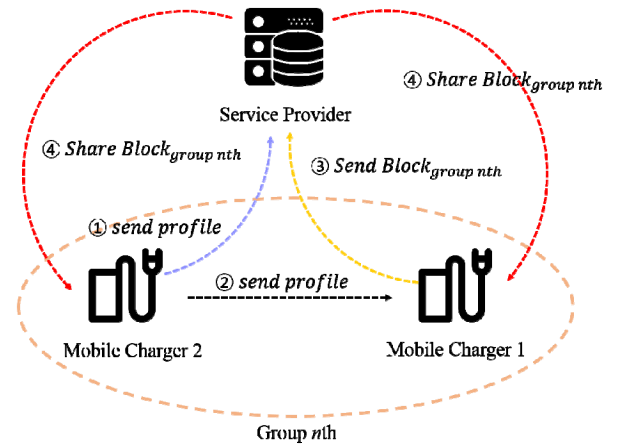 ④ Share Block_group nth
Service Provider
④ Share Block_group nth
③ Send Block_group nth
① send profile
② send profile
Mobile Charger 2
Mobile Charger 1
Group nth